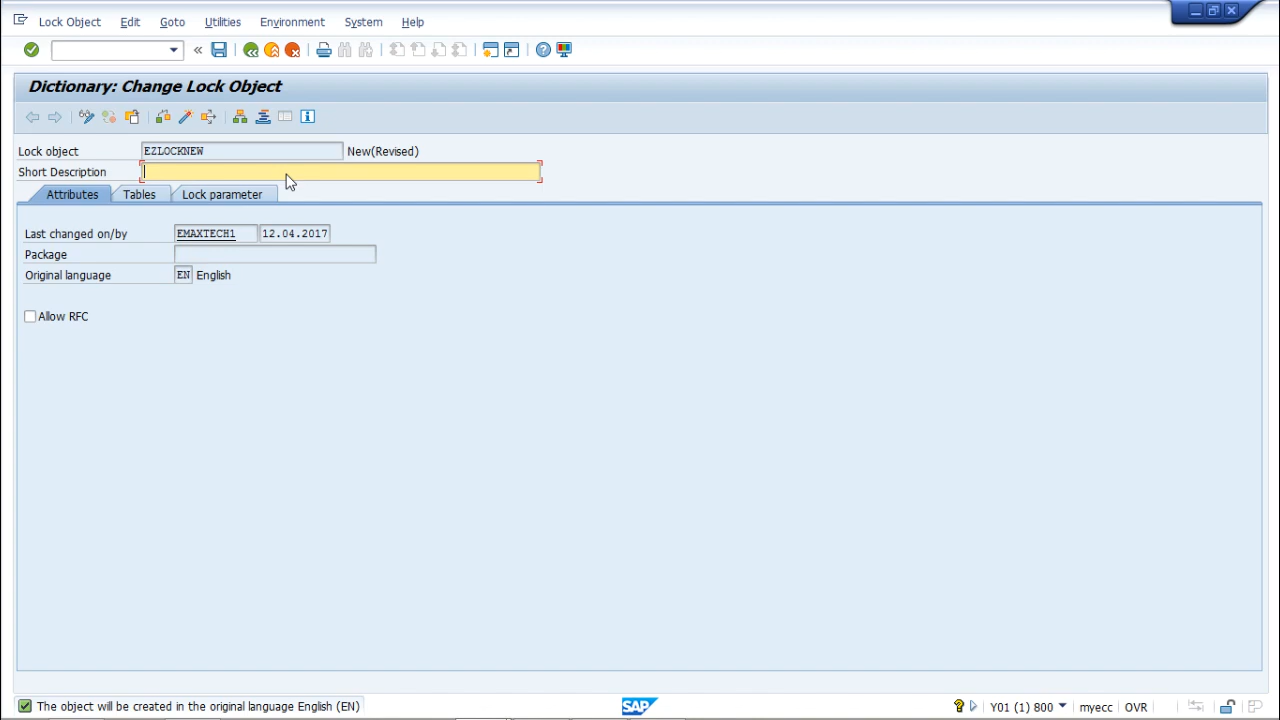 Lock Object Edit Goto Utilities Environment System Help
Dictionary: Change Lock Object
Lock object EZLOCKNEW New(Revised)
Short Description
Attributes Tables Lock parameter
Last changed on/by EMAXTECH1 12.04.2017
Package
Original language EN English
Allow RFC
The object will be created in the original language English (EN) SAP Y01 (1) 800 myecc OVR